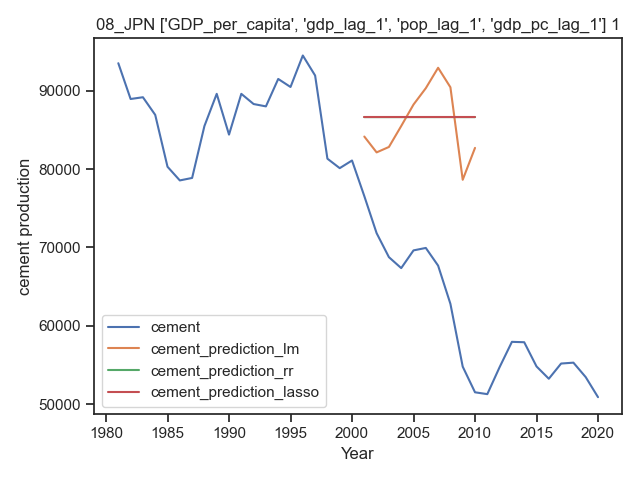 08_JPN ['GDP_per_capita', 'gdp_lag_1', 'pop_lag_1', 'gdp_pc_lag_1'] 1
90000
80000
70000
60000
50000
cement production
cement
cement_prediction_lm
cement_prediction_rr
cement_prediction_lasso
1980 1985 1990 1995 2000 2005 2010 2015 2020
Year